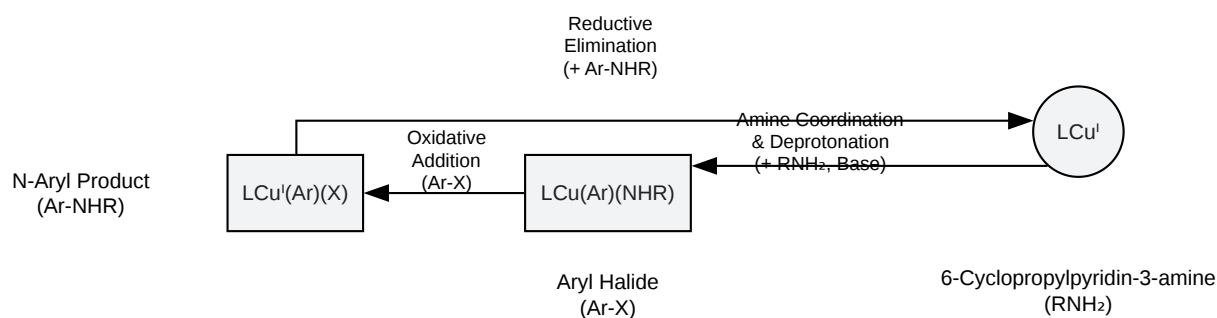 Reductive
Elimination
(+ Ar-NHR)
Amine Coordination
& Deprotonation
(+ RNH₂, Base)
LCuᴵ
Oxidative
Addition
(Ar-X)
N-Aryl Product
(Ar-NHR)
LCuᴵ(Ar)(X)
LCu(Ar)(NHR)
Aryl Halide
(Ar-X)
6-Cyclopropylpyridin-3-amine
(RNH₂)